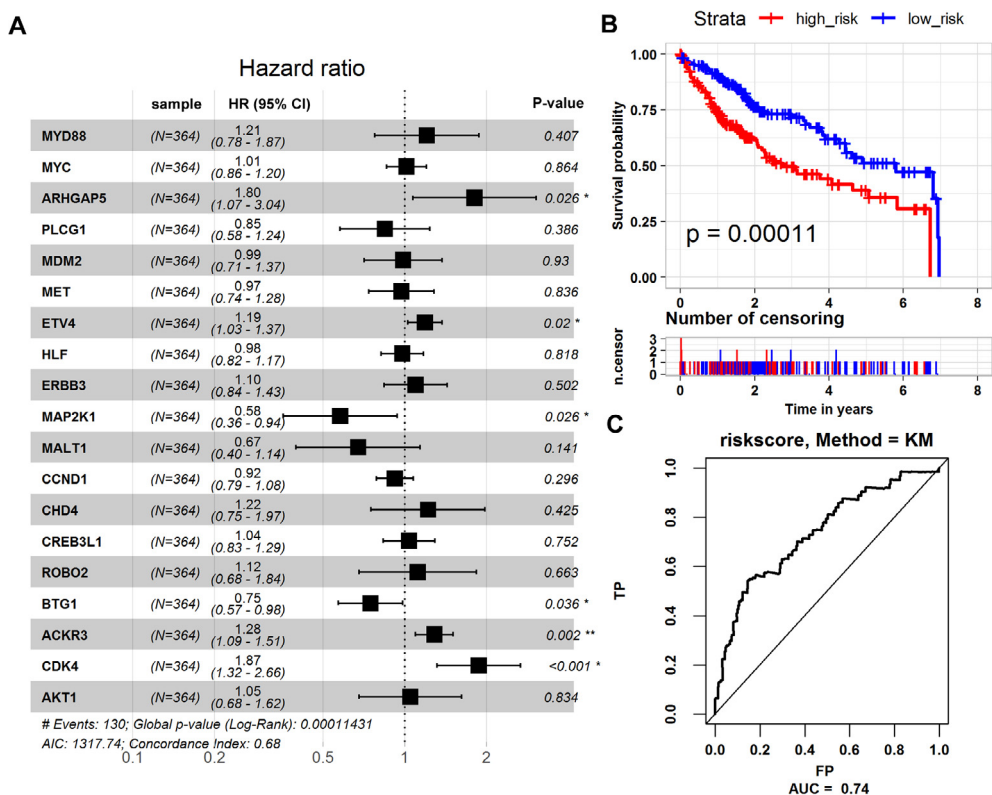 A
Hazard ratio
sample HR (95% CI) P-value
MYD88 (N=364) 1.21 (0.78 - 1.87) 0.407
MYC (N=364) 1.01 (0.86 - 1.20) 0.864
ARHGAP5 (N=364) 1.80 (1.07 - 3.04) 0.026 *
PLCG1 (N=364) 0.85 (0.58 - 1.24) 0.386
MDM2 (N=364) 0.99 (0.71 - 1.37) 0.93
MET (N=364) 0.97 (0.74 - 1.28) 0.836
ETV4 (N=364) 1.19 (1.03 - 1.37) 0.02 *
HLF (N=364) 0.98 (0.82 - 1.17) 0.818
ERBB3 (N=364) 1.10 (0.84 - 1.43) 0.502
MAP2K1 (N=364) 0.58 (0.36 - 0.94) 0.026 *
MALT1 (N=364) 0.67 (0.40 - 1.14) 0.141
CCND1 (N=364) 0.92 (0.79 - 1.08) 0.296
CHD4 (N=364) 1.22 (0.75 - 1.97) 0.425
CREB3L1 (N=364) 1.04 (0.83 - 1.29) 0.752
ROBO2 (N=364) 1.12 (0.68 - 1.84) 0.663
BTG1 (N=364) 0.75 (0.57 - 0.98) 0.036 *
ACKR3 (N=364) 1.28 (1.09 - 1.51) 0.002 **
CDK4 (N=364) 1.87 (1.32 - 2.66) <0.001 *
AKT1 (N=364) 1.05 (0.68 - 1.62) 0.834
# Events: 130; Global p-value (Log-Rank): 0.00011431
AIC: 1317.74; Concordance Index: 0.68
0.1 0.2 0.5 1 2
B
Strata high_risk low_risk
Survival probability
1.00
0.75
0.50
0.25
0.00
p = 0.00011
0 2 4 6 8
Number of censoring
n.censor
3
2
1
0
0 2 4 6 8
Time in years
C
riskscore, Method = KM
TP
1.0
0.8
0.6
0.4
0.2
0.0
0.0 0.2 0.4 0.6 0.8 1.0
FP
AUC = 0.74